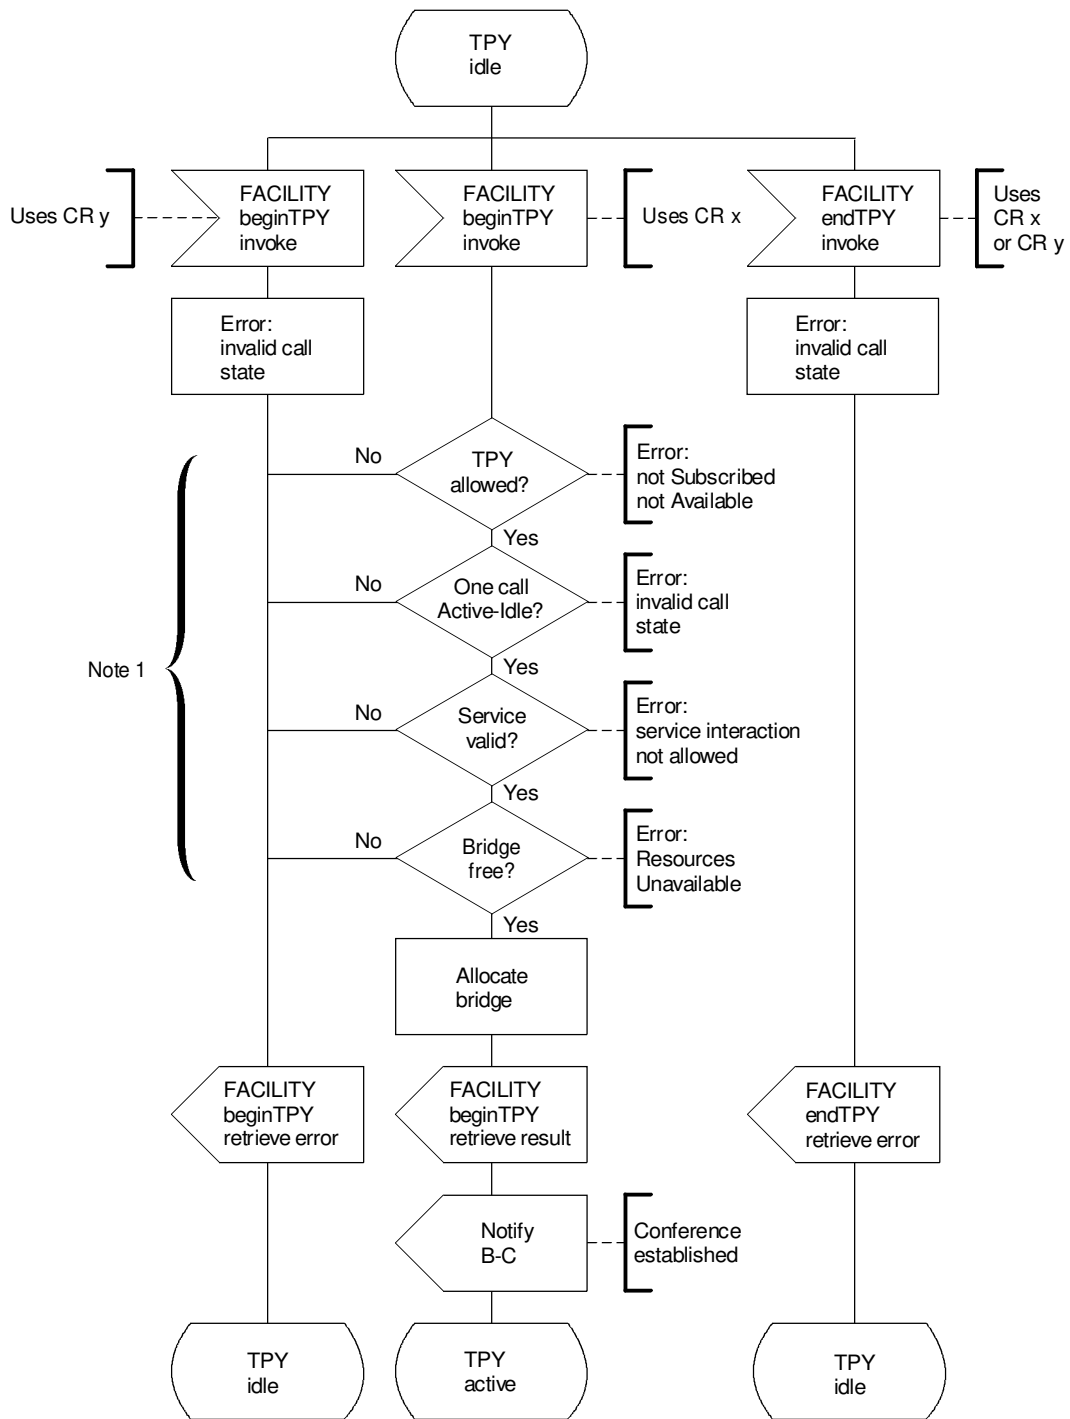 TPY
idle
Uses CR y
FACILITY
beginTPY
invoke
FACILITY
beginTPY
invoke
Uses CR x
FACILITY
endTPY
invoke
Uses
CR x
or CR y
Error:
invalid call
state
Error:
invalid call
state
No
TPY
allowed?
Error:
not Subscribed
not Available
Yes
No
One call
Active-Idle?
Error:
invalid call
state
Note 1
Yes
No
Service
valid?
Error:
service interaction
not allowed
Yes
No
Bridge
free?
Error:
Resources
Unavailable
Yes
Allocate
bridge
FACILITY
beginTPY
retrieve error
FACILITY
beginTPY
retrieve result
FACILITY
endTPY
retrieve error
Notify
B-C
Conference
established
TPY
idle
TPY
active
TPY
idle